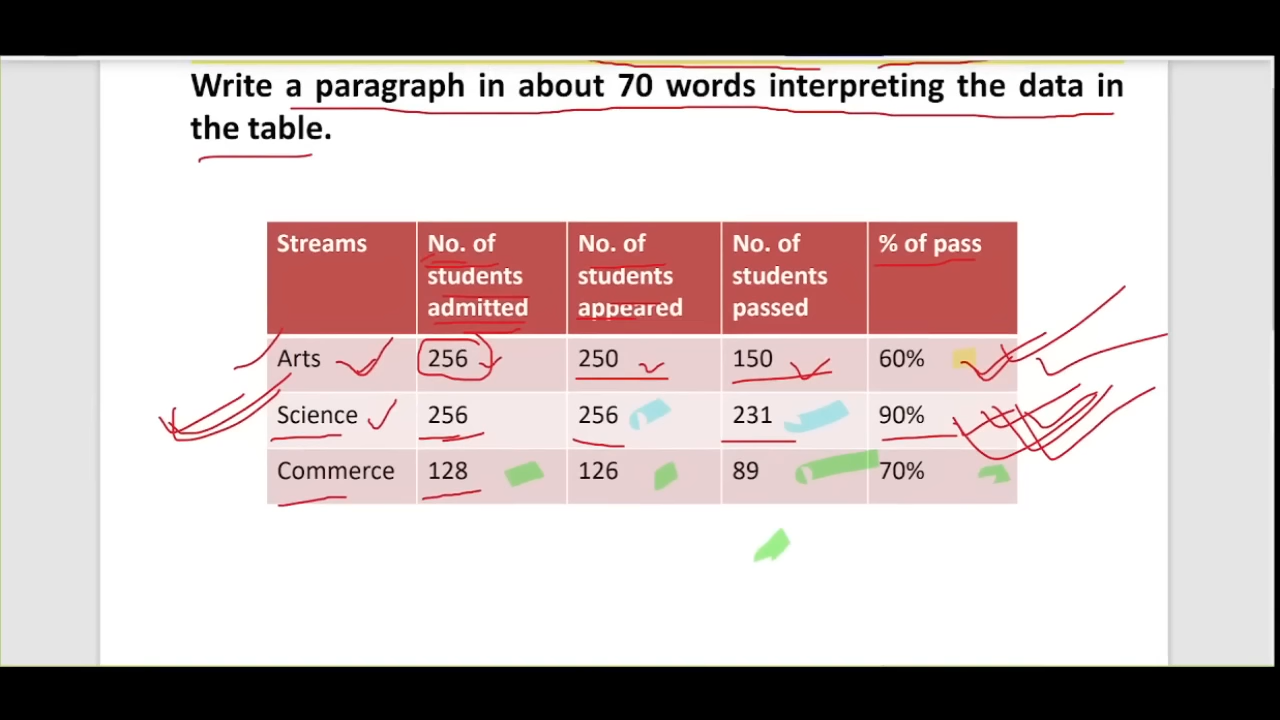 Write a paragraph in about 70 words interpreting the data in
the table.
Streams
No. of
students
admitted
No. of
students
appeared
No. of
students
passed
% of pass
Arts 256 250 150 60%
Science 256 256 231 90%
Commerce 128 126 89 70%